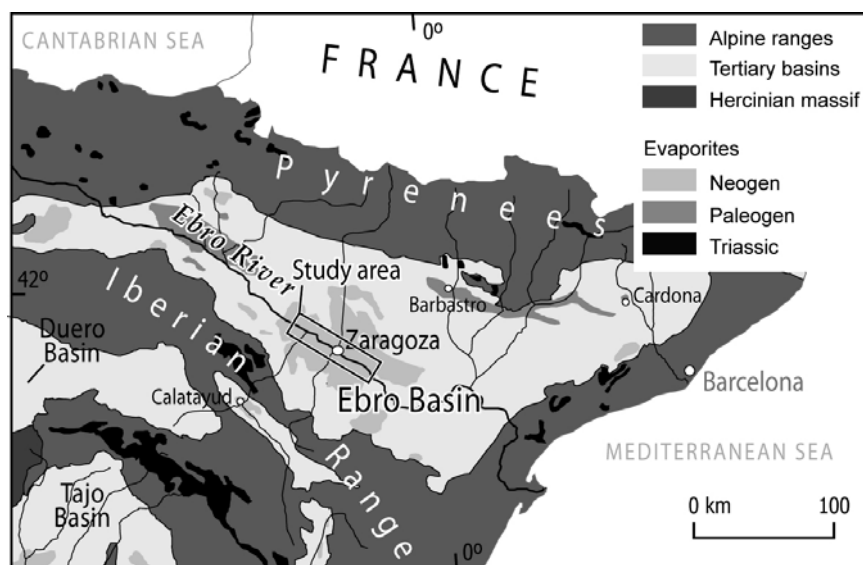 CANTABRIAN SEA
0º
FRANCE
Alpine ranges
Tertiary basins
Hercinian massif
Evaporites
Neogen
Paleogen
Triassic
Pyrenees
Ebro River
Study area
42º
Iberian
Range
Barbastro
Cardona
Duero
Basin
Zaragoza
Barcelona
Calatayud
Ebro Basin
MEDITERRANEAN SEA
Tajo
Basin
0 km
100
0º